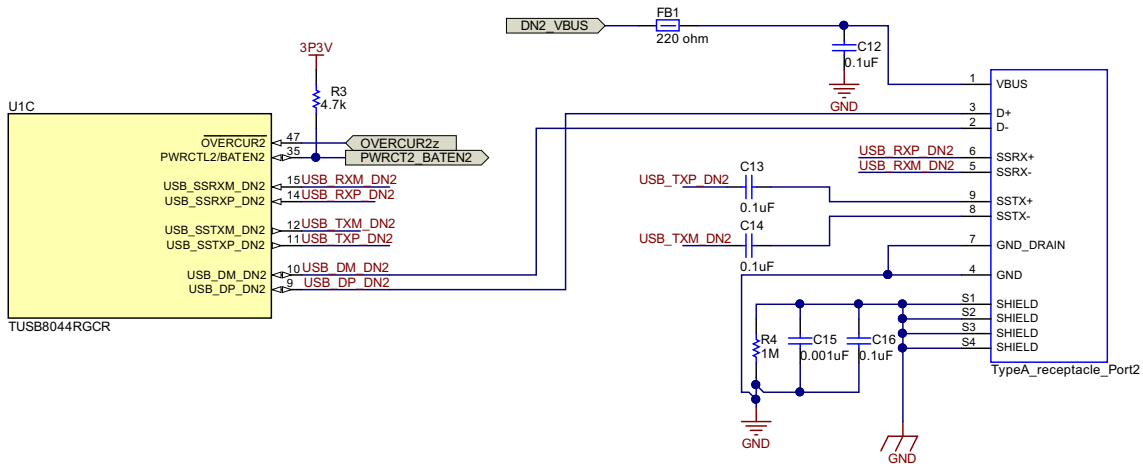 DN2_VBUS
FB1
220 ohm
C12
0.1uF
GND
3P3V
R3
4.7k
U1C
OVERCUR2
47
OVERCUR2z
PWRCTL2/BATEN2
35
PWRCT2_BATEN2
USB_SSRXM_DN2
15
USB_RXM_DN2
USB_SSRXP_DN2
14
USB_RXP_DN2
USB_SSTXM_DN2
12
USB_TXM_DN2
USB_SSTXP_DN2
11
USB_TXP_DN2
USB_DM_DN2
10
USB_DM_DN2
USB_DP_DN2
9
USB_DP_DN2
TUSB8044RGCR
1
VBUS
3
D+
2
D-
USB_RXP_DN2
6
SSRX+
USB_RXM_DN2
5
SSRX-
USB_TXP_DN2
C13
0.1uF
9
SSTX+
USB_TXM_DN2
C14
0.1uF
8
SSTX-
7
GND_DRAIN
4
GND
S1
SHIELD
S2
SHIELD
S3
SHIELD
S4
SHIELD
R4
1M
C15
0.001uF
C16
0.1uF
TypeA_receptacle_Port2
GND
GND